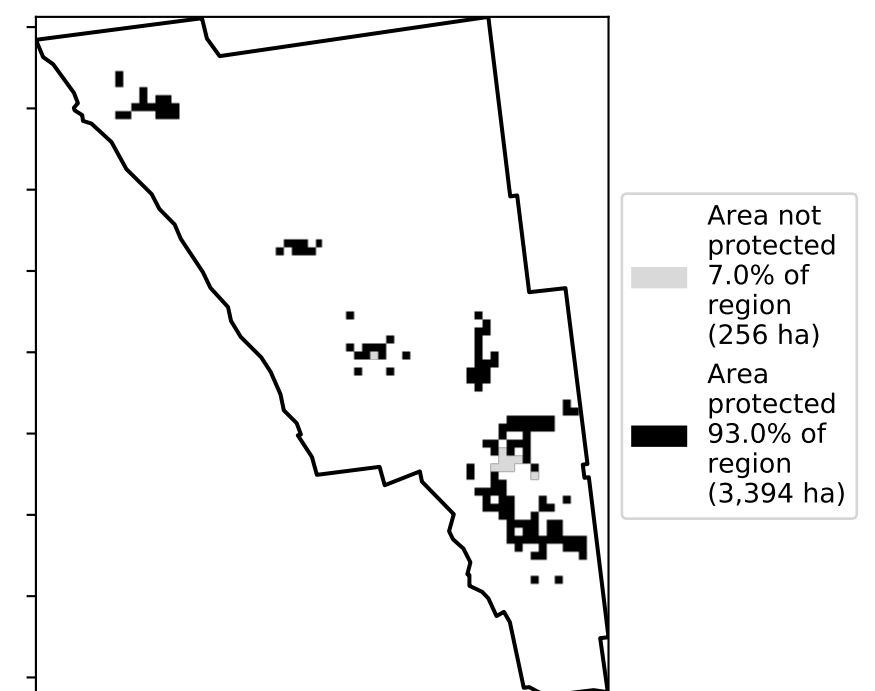 Area not
protected
7.0% of
region
(256 ha)
Area
protected
93.0% of
region
(3,394 ha)